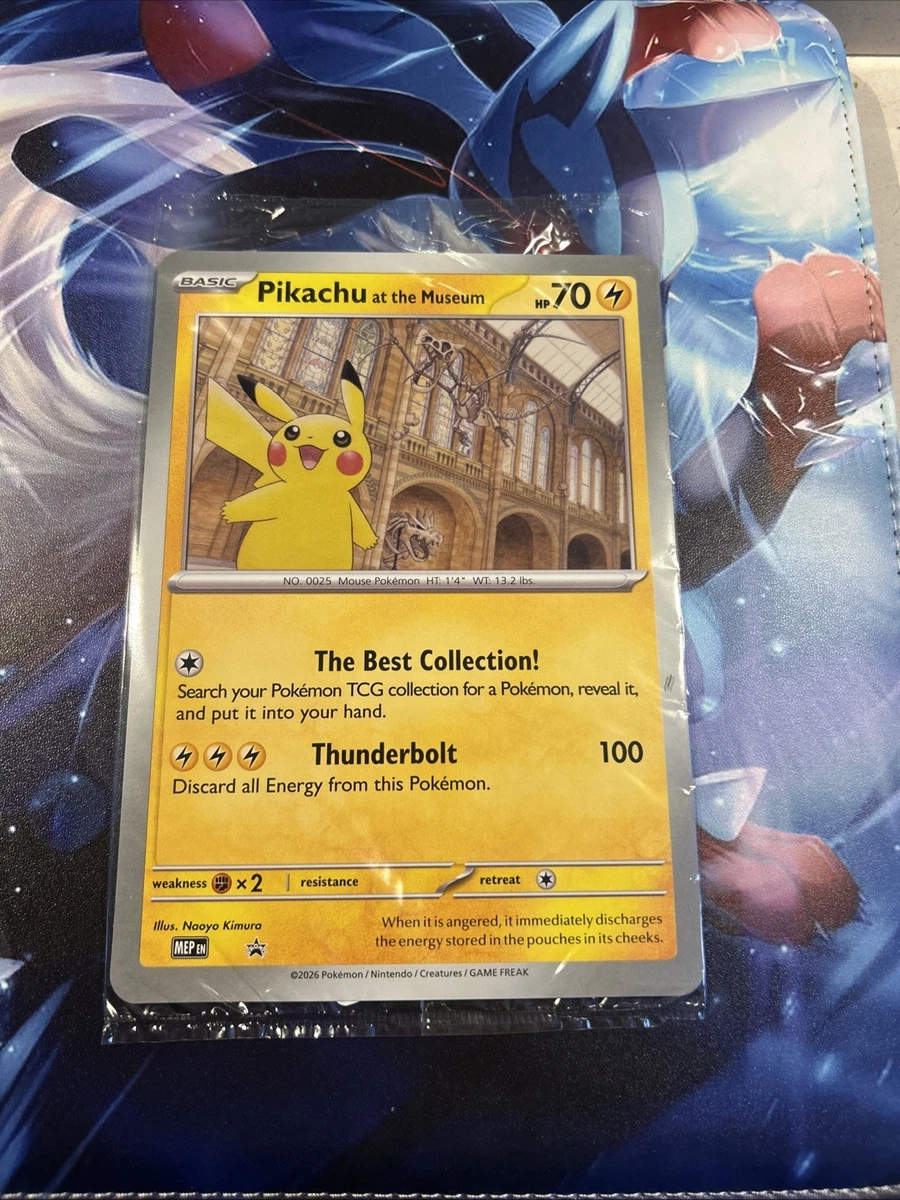 BASIC Pikachu at the Museum HP 70
NO. 0025 Mouse Pokémon HT: 1'4" WT: 13.2 lbs.
The Best Collection!
Search your Pokémon TCG collection for a Pokémon, reveal it,
and put it into your hand.
Thunderbolt 100
Discard all Energy from this Pokémon.
weakness ×2 resistance retreat
Illus. Naoyo Kimura
MEP EN
When it is angered, it immediately discharges
the energy stored in the pouches in its cheeks.
©2026 Pokémon / Nintendo / Creatures / GAME FREAK